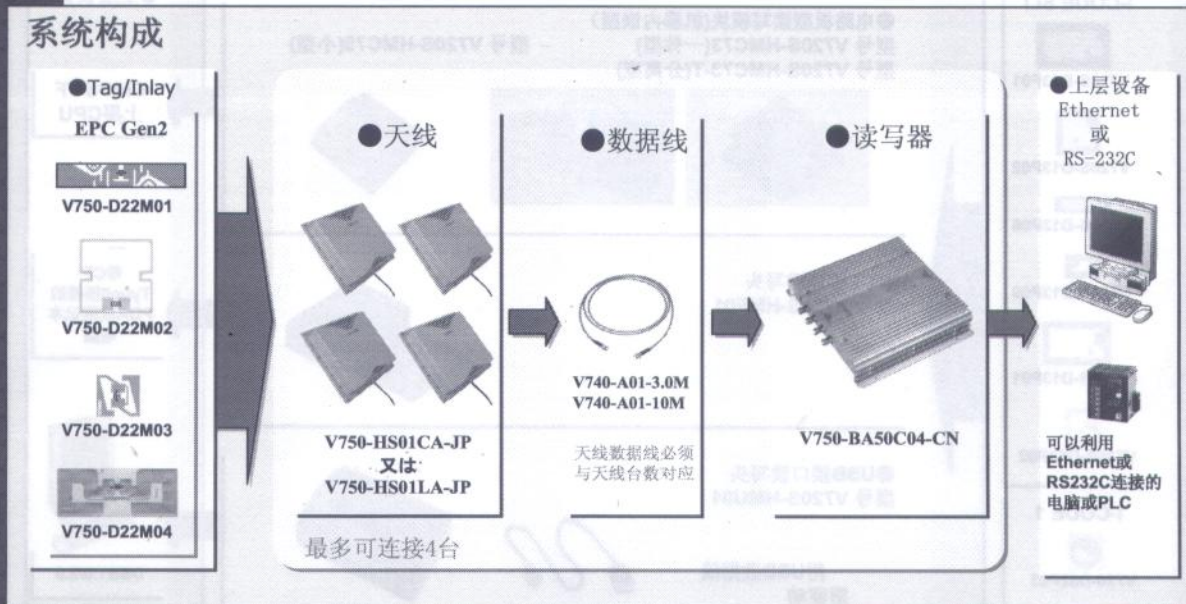 系统构成
●Tag/Inlay
EPC Gen2
V750-D22M01
V750-D22M02
V750-D22M03
V750-D22M04
●天线
V750-HS01CA-JP
又は
V750-HS01LA-JP
最多可连接4台
●数据线
V740-A01-3.0M
V740-A01-10M
天线数据线必须
与天线台数对应
●读写器
V750-BA50C04-CN
●上层设备
Ethernet
或
RS-232C
可以利用
Ethernet或
RS232C连接的
电脑或PLC